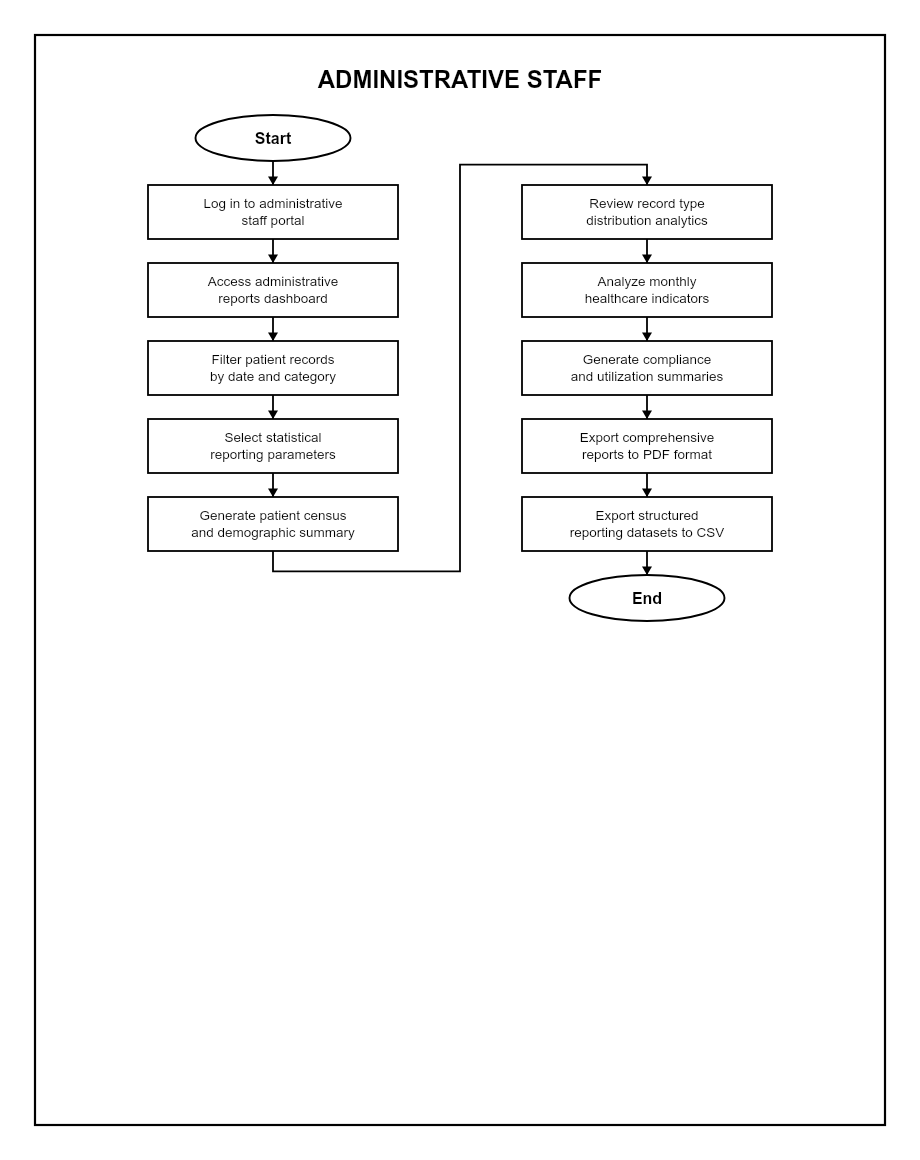 ADMINISTRATIVE STAFF
Start
Log in to administrative
staff portal
Access administrative
reports dashboard
Filter patient records
by date and category
Select statistical
reporting parameters
Generate patient census
and demographic summary
Review record type
distribution analytics
Analyze monthly
healthcare indicators
Generate compliance
and utilization summaries
Export comprehensive
reports to PDF format
Export structured
reporting datasets to CSV
End